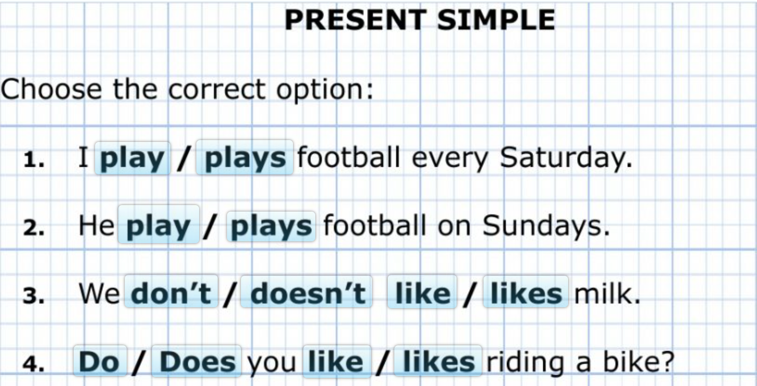 PRESENT SIMPLE
Choose the correct option:
1. I play / plays football every Saturday.
2. He play / plays football on Sundays.
3. We don’t / doesn’t like / likes milk.
4. Do / Does you like / likes riding a bike?